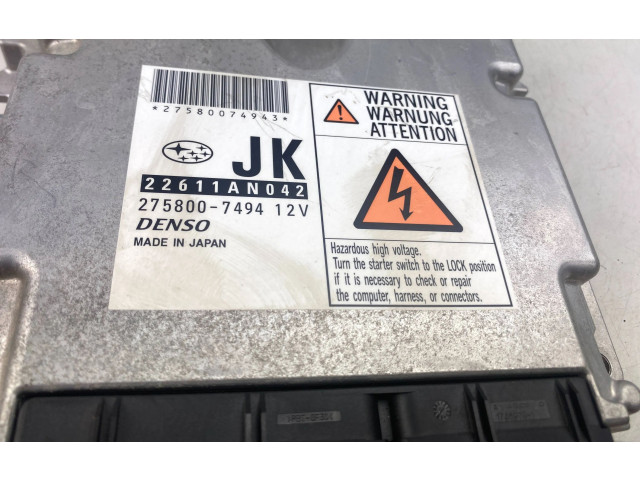 *27580074943*
JK
22611AN042
275800-7494 12V
DENSO
MADE IN JAPAN
WARNING
WARNUNG
ATTENTION
Hazardous high voltage.
Turn the starter switch to the LOCK position
if it is necessary to check or repair
the computer, harness, or connectors.